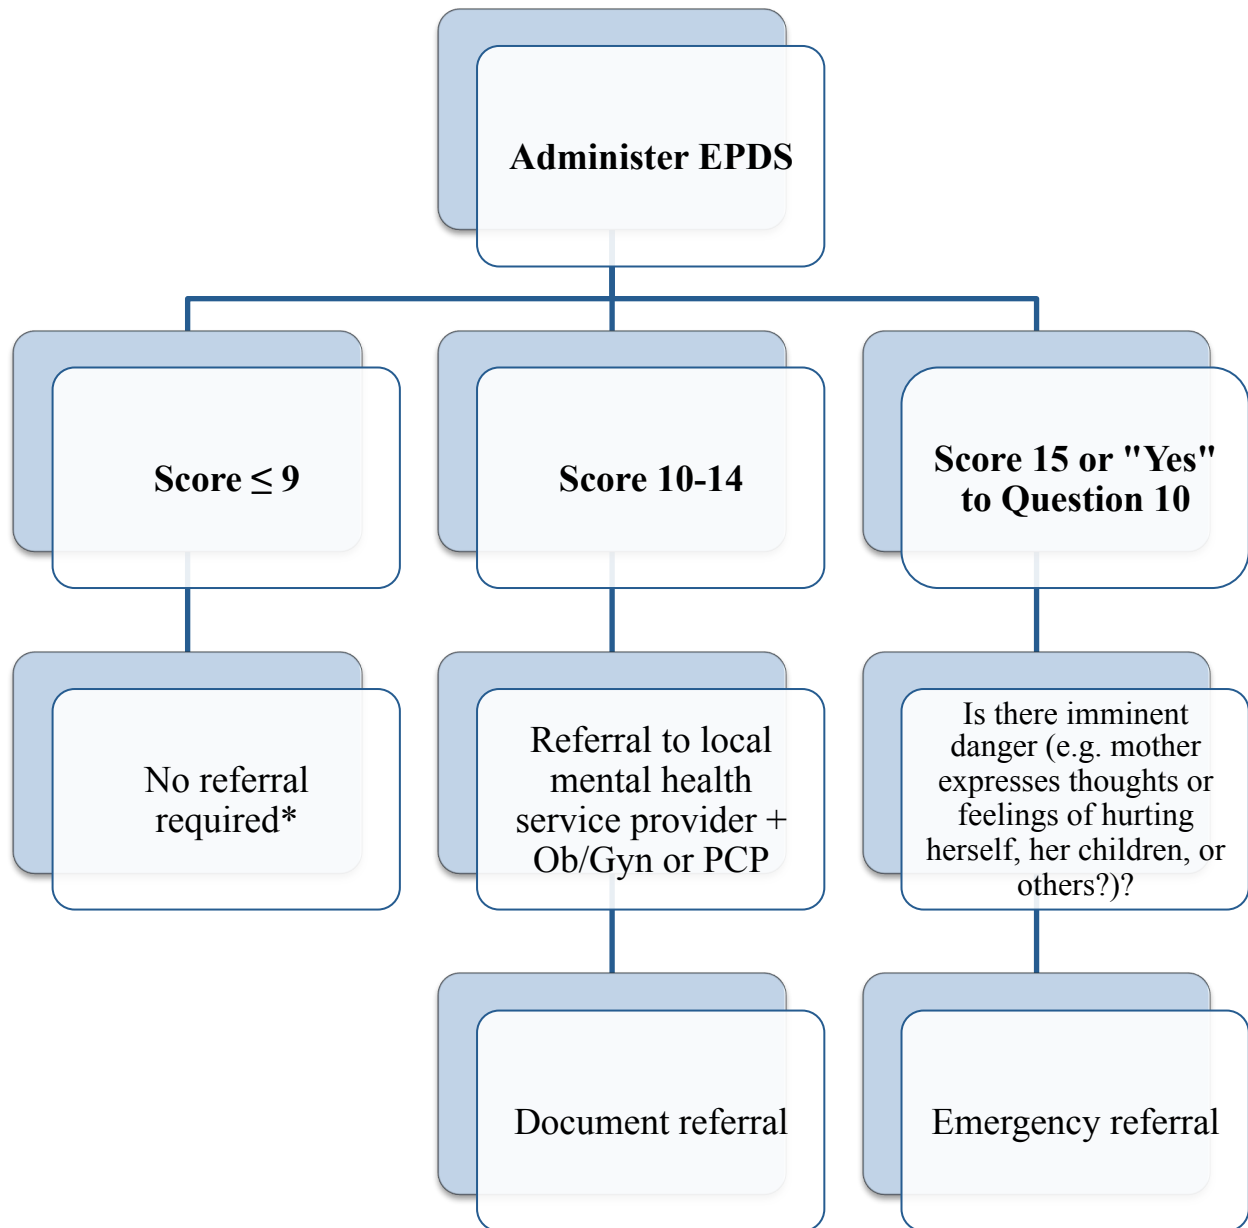 Administer EPDS
Score ≤ 9
Score 10-14
Score 15 or "Yes"
to Question 10
No referral
required*
Referral to local
mental health
service provider +
Ob/Gyn or PCP
Is there imminent
danger (e.g. mother
expresses thoughts or
feelings of hurting
herself, her children, or
others?)?
Document referral
Emergency referral